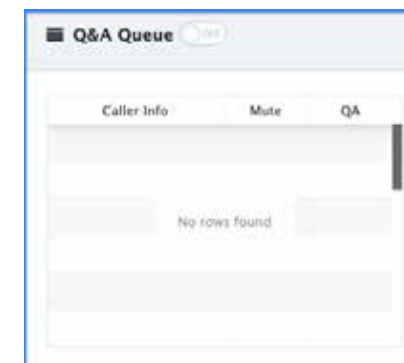 Q&A Queue OFF
Caller Info Mute QA
No rows found